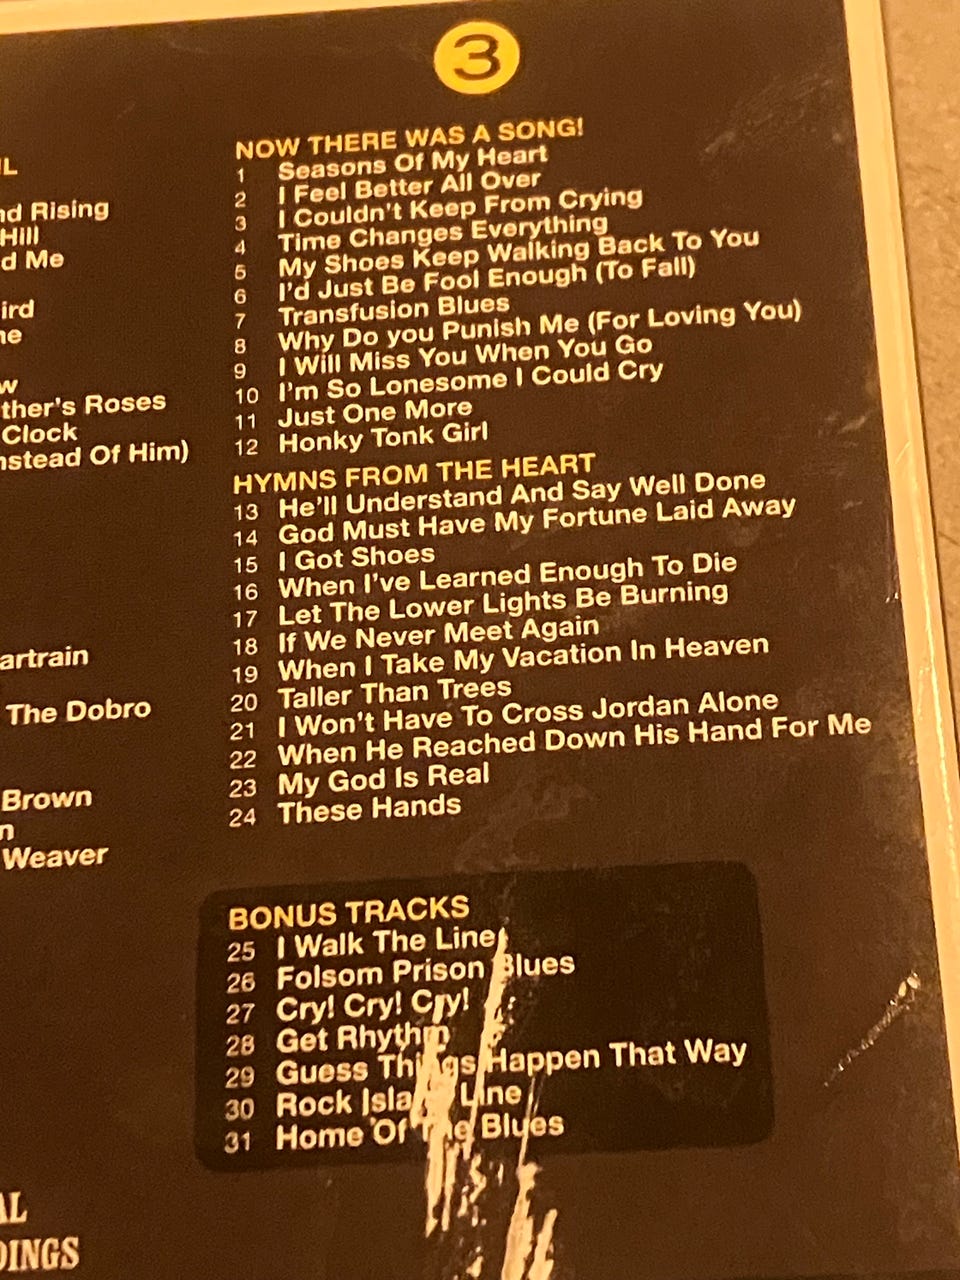 3
NOW THERE WAS A SONG!
1 Seasons Of My Heart
2 I Feel Better All Over
3 I Couldn't Keep From Crying
4 Time Changes Everything
5 My Shoes Keep Walking Back To You
6 I'd Just Be Fool Enough (To Fall)
7 Transfusion Blues
8 Why Do you Punish Me (For Loving You)
9 I Will Miss You When You Go
10 I'm So Lonesome I Could Cry
11 Just One More
12 Honky Tonk Girl
HYMNS FROM THE HEART
13 He'll Understand And Say Well Done
14 God Must Have My Fortune Laid Away
15 I Got Shoes
16 When I've Learned Enough To Die
17 Let The Lower Lights Be Burning
18 If We Never Meet Again
19 When I Take My Vacation In Heaven
20 Taller Than Trees
21 I Won't Have To Cross Jordan Alone
22 When He Reached Down His Hand For Me
23 My God Is Real
24 These Hands
BONUS TRACKS
25 I Walk The Line
26 Folsom Prison Blues
27 Cry! Cry! Cry!
28 Get Rhythm
29 Guess Things Happen That Way
30 Rock Island Line
31 Home Of The Blues
L
nd Rising
Hill
d Me
ird
ne
w
ther's Roses
Clock
nstead Of Him)
artrain
The Dobro
Brown
n
Weaver
AL
DINGS